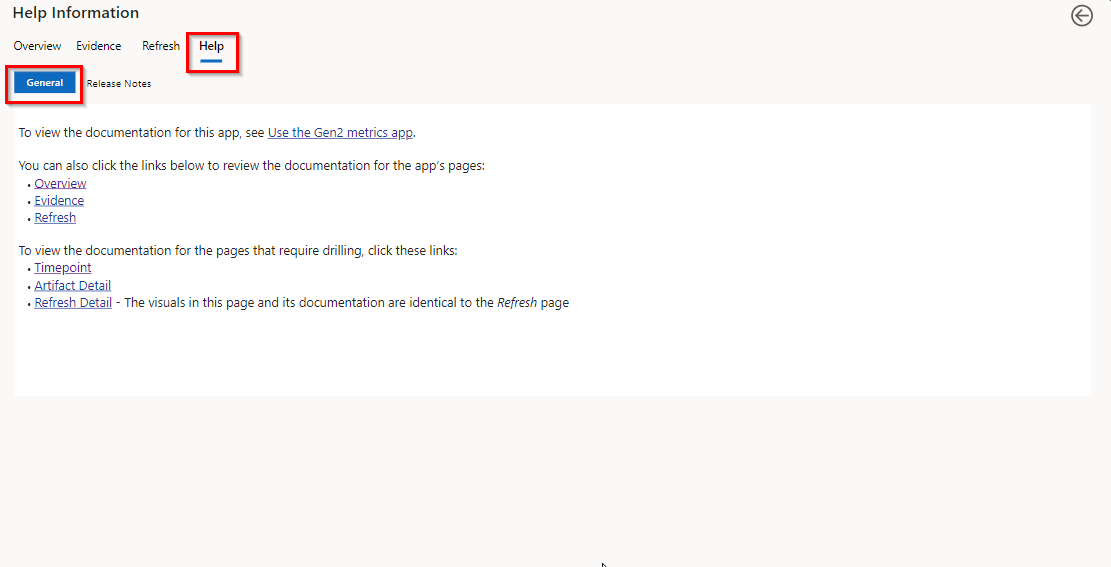 Help Information
Overview Evidence Refresh Help
General Release Notes
To view the documentation for this app, see Use the Gen2 metrics app.
You can also click the links below to review the documentation for the app's pages:
• Overview
• Evidence
• Refresh
To view the documentation for the pages that require drilling, click these links:
• Timepoint
• Artifact Detail
• Refresh Detail - The visuals in this page and its documentation are identical to the Refresh page